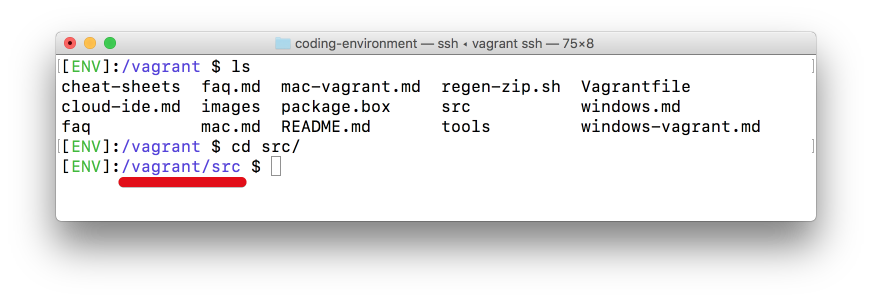 coding-environment — ssh ◂ vagrant ssh — 75×8
[[ENV]:/vagrant $ ls
cheat-sheets  faq.md  mac-vagrant.md  regen-zip.sh  Vagrantfile
cloud-ide.md  images  package.box     src           windows.md
faq           mac.md  README.md       tools         windows-vagrant.md
[[ENV]:/vagrant $ cd src/
[ENV]:/vagrant/src $